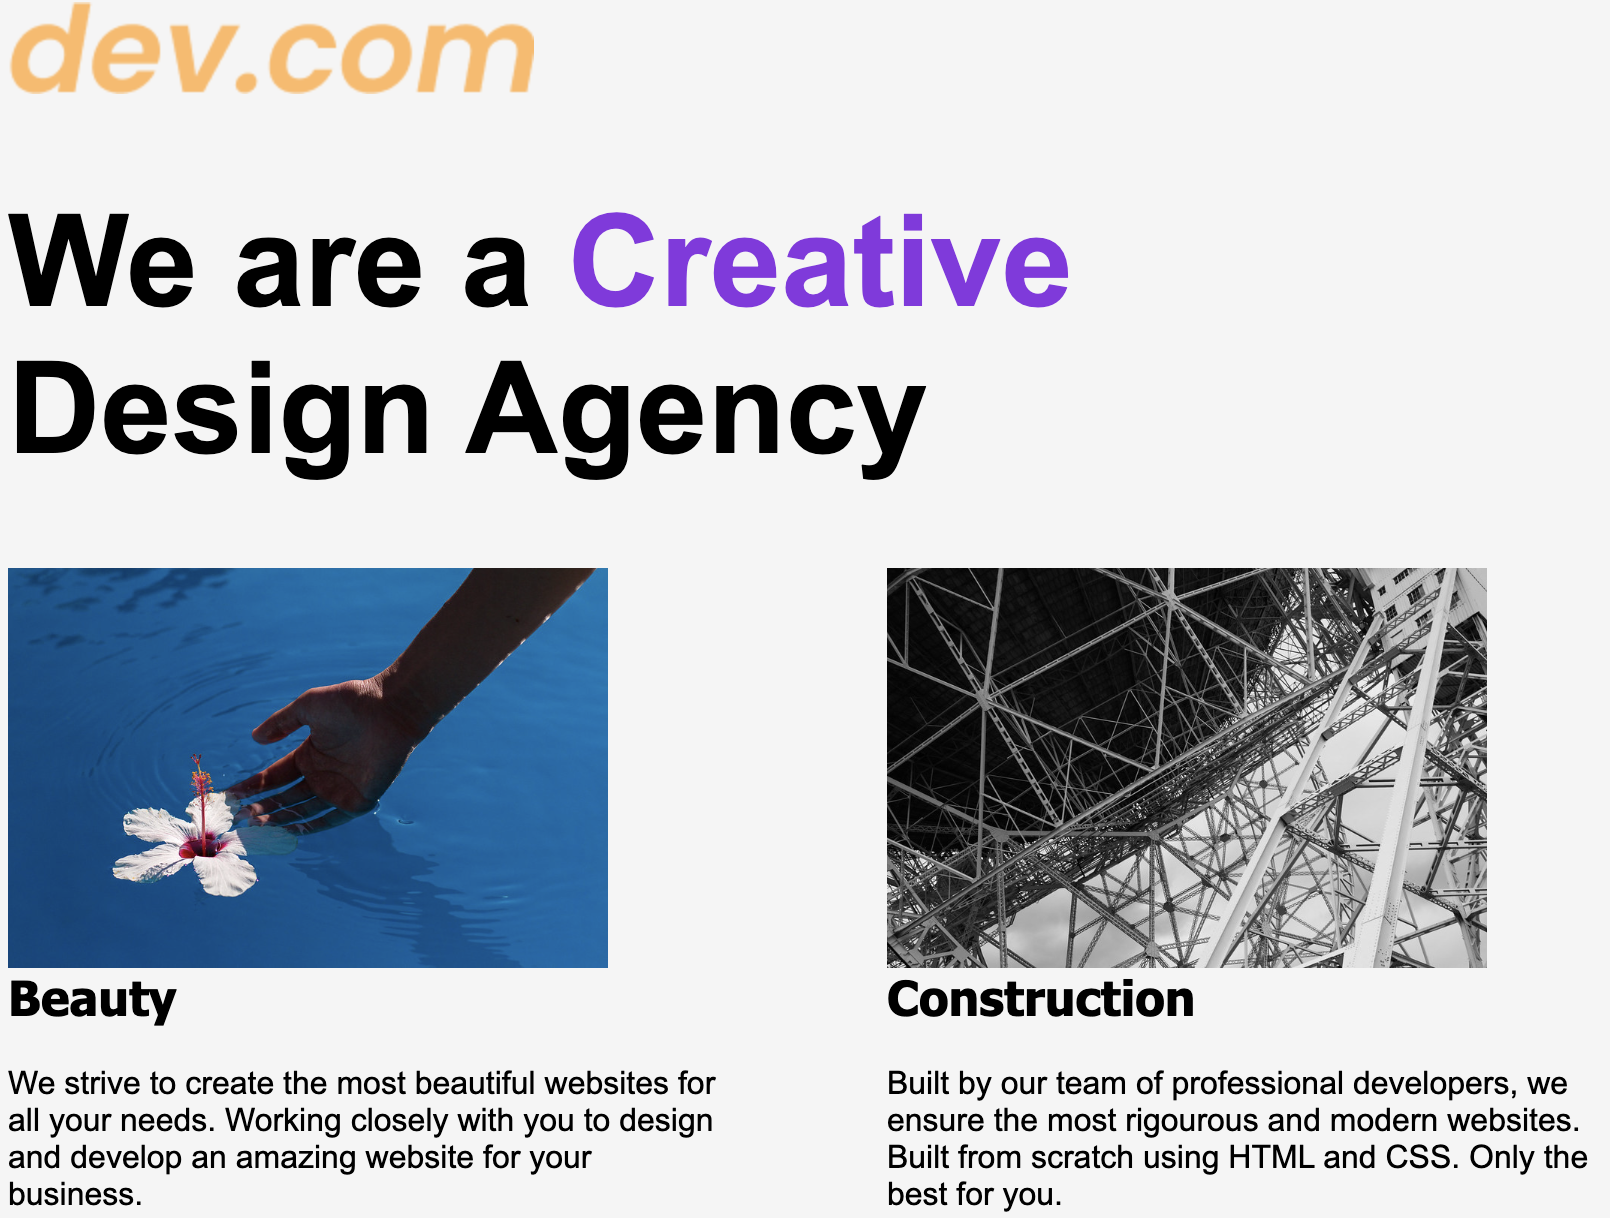 dev.com
We are a Creative
Design Agency
Beauty
We strive to create the most beautiful websites for
all your needs. Working closely with you to design
and develop an amazing website for your
business.
Construction
Built by our team of professional developers, we
ensure the most rigourous and modern websites.
Built from scratch using HTML and CSS. Only the
best for you.